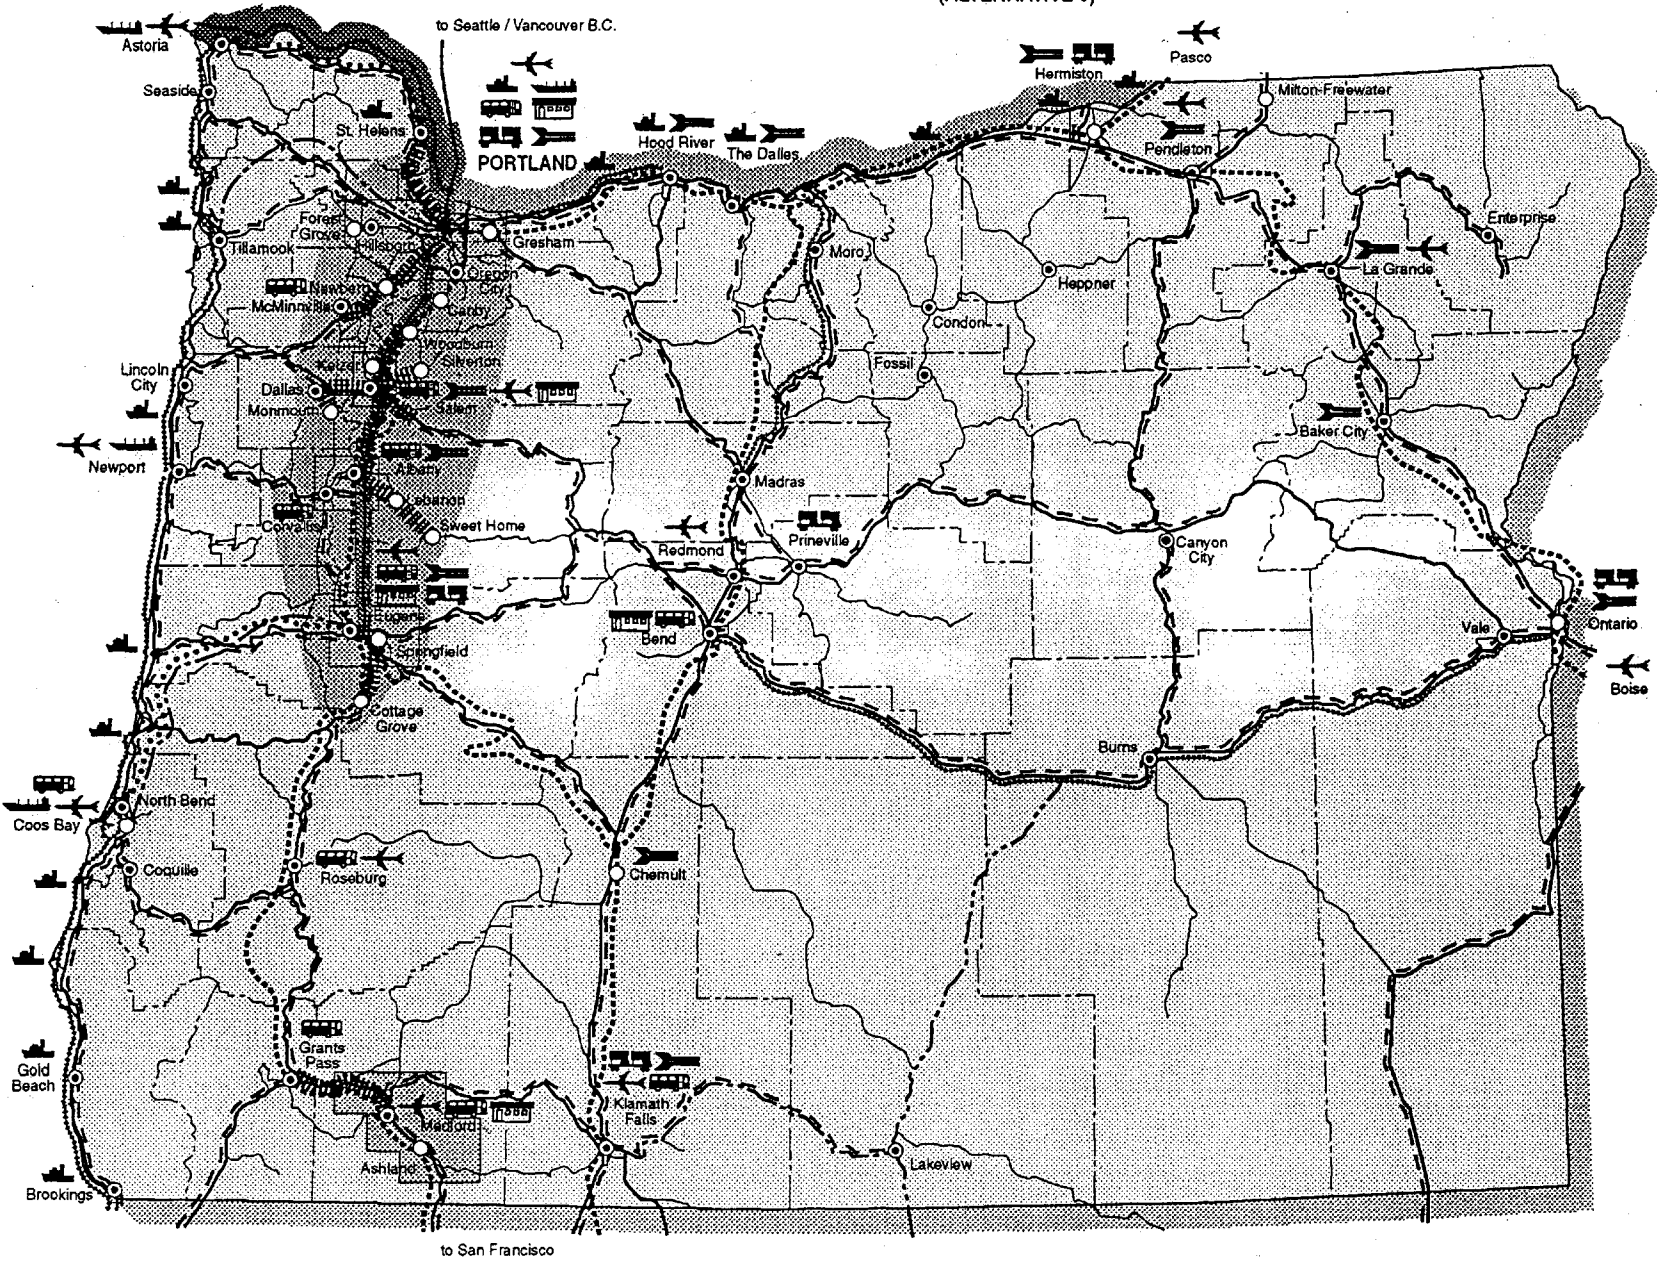 to Seattle / Vancouver B.C.
Pasco
Astoria
Hermiston
Seaside
Milton-Freewater
St. Helens
Hood River
The Dalles
PORTLAND
Pendleton
Enterprise
Forest
Grove
Hillsboro
Gresham
Tillamook
Moro
La Grande
Oregon
City
Heppner
Newberg
McMinnville
Canby
Condon
Woodburn
Silverton
Keizer
Fossil
Lincoln
City
Dallas
Salem
Monmouth
Baker City
Newport
Albany
Madras
Lebanon
Corvallis
Sweet Home
Redmond
Prineville
Canyon
City
Eugene
Bend
Vale
Ontario
Springfield
Boise
Cottage
Grove
Burns
North Bend
Coos Bay
Coquille
Roseburg
Chemult
Grants
Pass
Gold
Beach
Klamath
Falls
Medford
Ashland
Lakeview
Brookings
to San Francisco